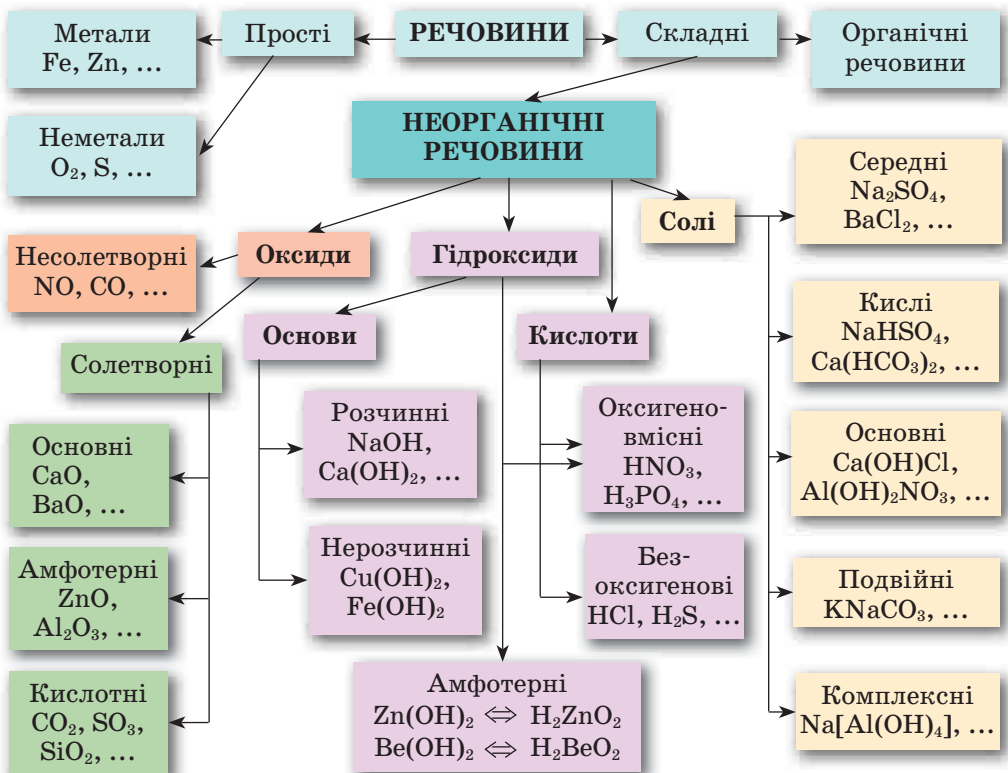 Метали
Fe, Zn, ...
Прості
РЕЧОВИНИ
Складні
Органічні
речовини
Неметали
O₂, S, ...
НЕОРГАНІЧНІ
РЕЧОВИНИ
Солі
Середні
Na₂SO₄,
BaCl₂, ...
Несолетворні
NO, CO, ...
Оксиди
Гідроксиди
Кислі
NaHSO₄,
Ca(HCO₃)₂, ...
Солетворні
Основи
Кислоти
Основні
CaO,
BaO, ...
Розчинні
NaOH,
Ca(OH)₂, ...
Оксигено-
вмісні
HNO₃,
H₃PO₄, ...
Основні
Ca(OH)Cl,
Al(OH)₂NO₃, ...
Амфотерні
ZnO,
Al₂O₃, ...
Нерозчинні
Cu(OH)₂,
Fe(OH)₂
Без-
оксигенові
HCl, H₂S, ...
Подвійні
KNaCO₃, ...
Кислотні
CO₂, SO₃,
SiO₂, ...
Амфотерні
Zn(OH)₂ ⇔ H₂ZnO₂
Be(OH)₂ ⇔ H₂BeO₂
Комплексні
Na[Al(OH)₄], ...